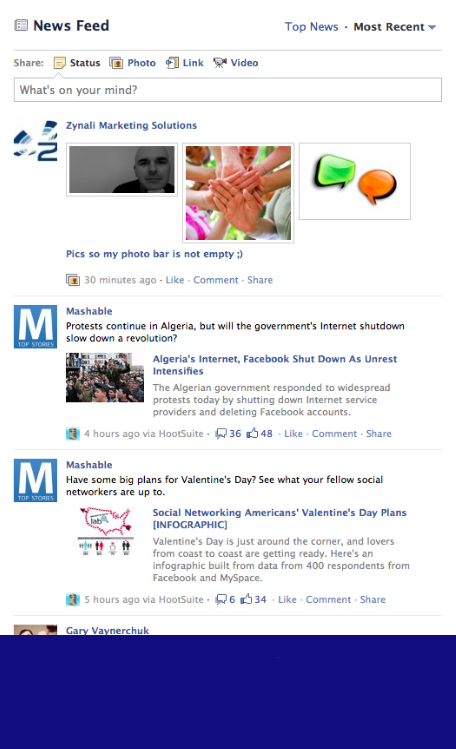 News Feed
Top News · Most Recent
Share: Status Photo Link Video
What's on your mind?
2
Zynali Marketing Solutions
Pics so my photo bar is not empty ;)
30 minutes ago · Like · Comment · Share
M
TOP STORIES
Mashable
Protests continue in Algeria, but will the government's Internet shutdown
slow down a revolution?
Algeria's Internet, Facebook Shut Down As Unrest
Intensifies
The Algerian government responded to widespread
protests today by shutting down Internet service
providers and deleting Facebook accounts.
4 hours ago via HootSuite · 36 48 · Like · Comment · Share
M
TOP STORIES
Mashable
Have some big plans for Valentine's Day? See what your fellow social
networkers are up to.
lab
Social Networking Americans' Valentine's Day Plans
[INFOGRAPHIC]
Valentine's Day is just around the corner, and lovers
from coast to coast are getting ready. Here's an
infographic built from data from 400 respondents from
Facebook and MySpace.
5 hours ago via HootSuite · 6 34 · Like · Comment · Share
Gary Vaynerchuk